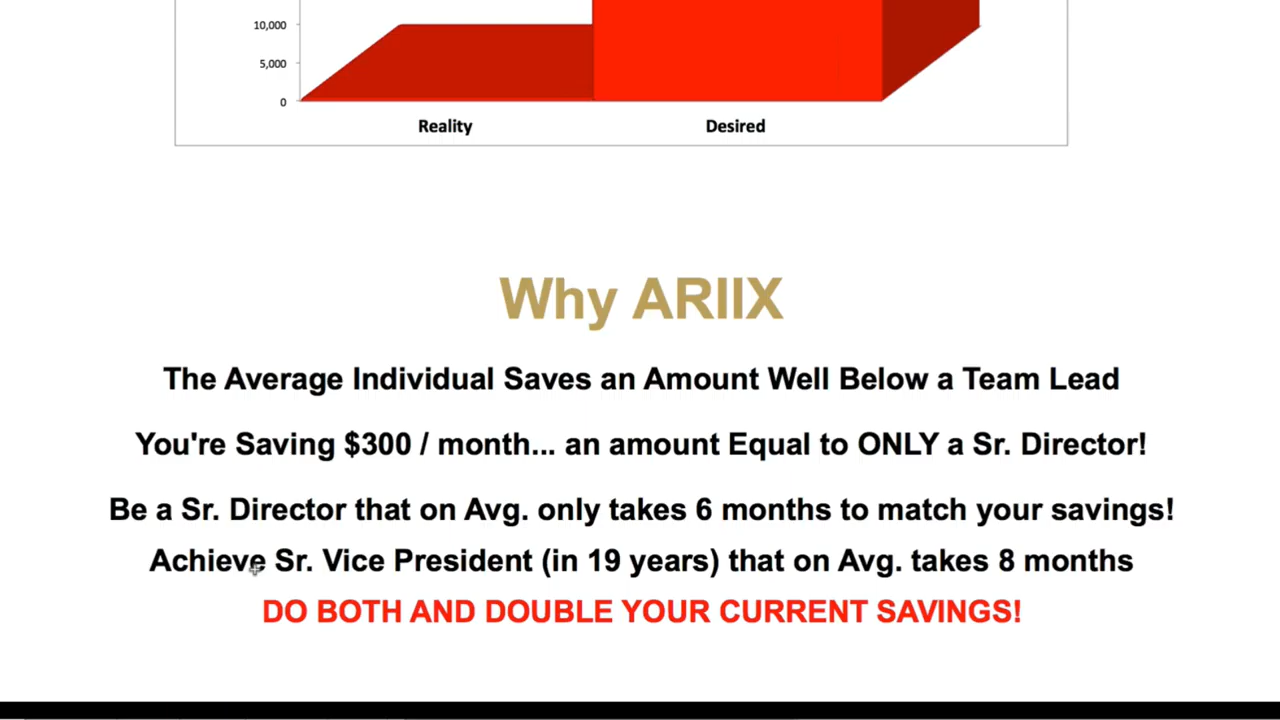 10,000
5,000
0
Reality
Desired
Why ARIIX
The Average Individual Saves an Amount Well Below a Team Lead
You're Saving $300 / month... an amount Equal to ONLY a Sr. Director!
Be a Sr. Director that on Avg. only takes 6 months to match your savings!
Achieve Sr. Vice President (in 19 years) that on Avg. takes 8 months
DO BOTH AND DOUBLE YOUR CURRENT SAVINGS!